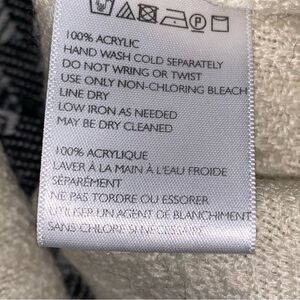 100% ACRYLIC
HAND WASH COLD SEPARATELY
DO NOT WRING OR TWIST
USE ONLY NON-CHLORING BLEACH
LINE DRY
LOW IRON AS NEEDED
MAY BE DRY CLEANED
100% ACRYLIQUE
LAVER À LA MAIN À L'EAU FROIDE
SÉPARÉMENT
NE PAS TORDRE OU ESSORER
UTILISER UN AGENT DE BLANCHIMENT
SANS CHLORE SI NÉCESSAIRE